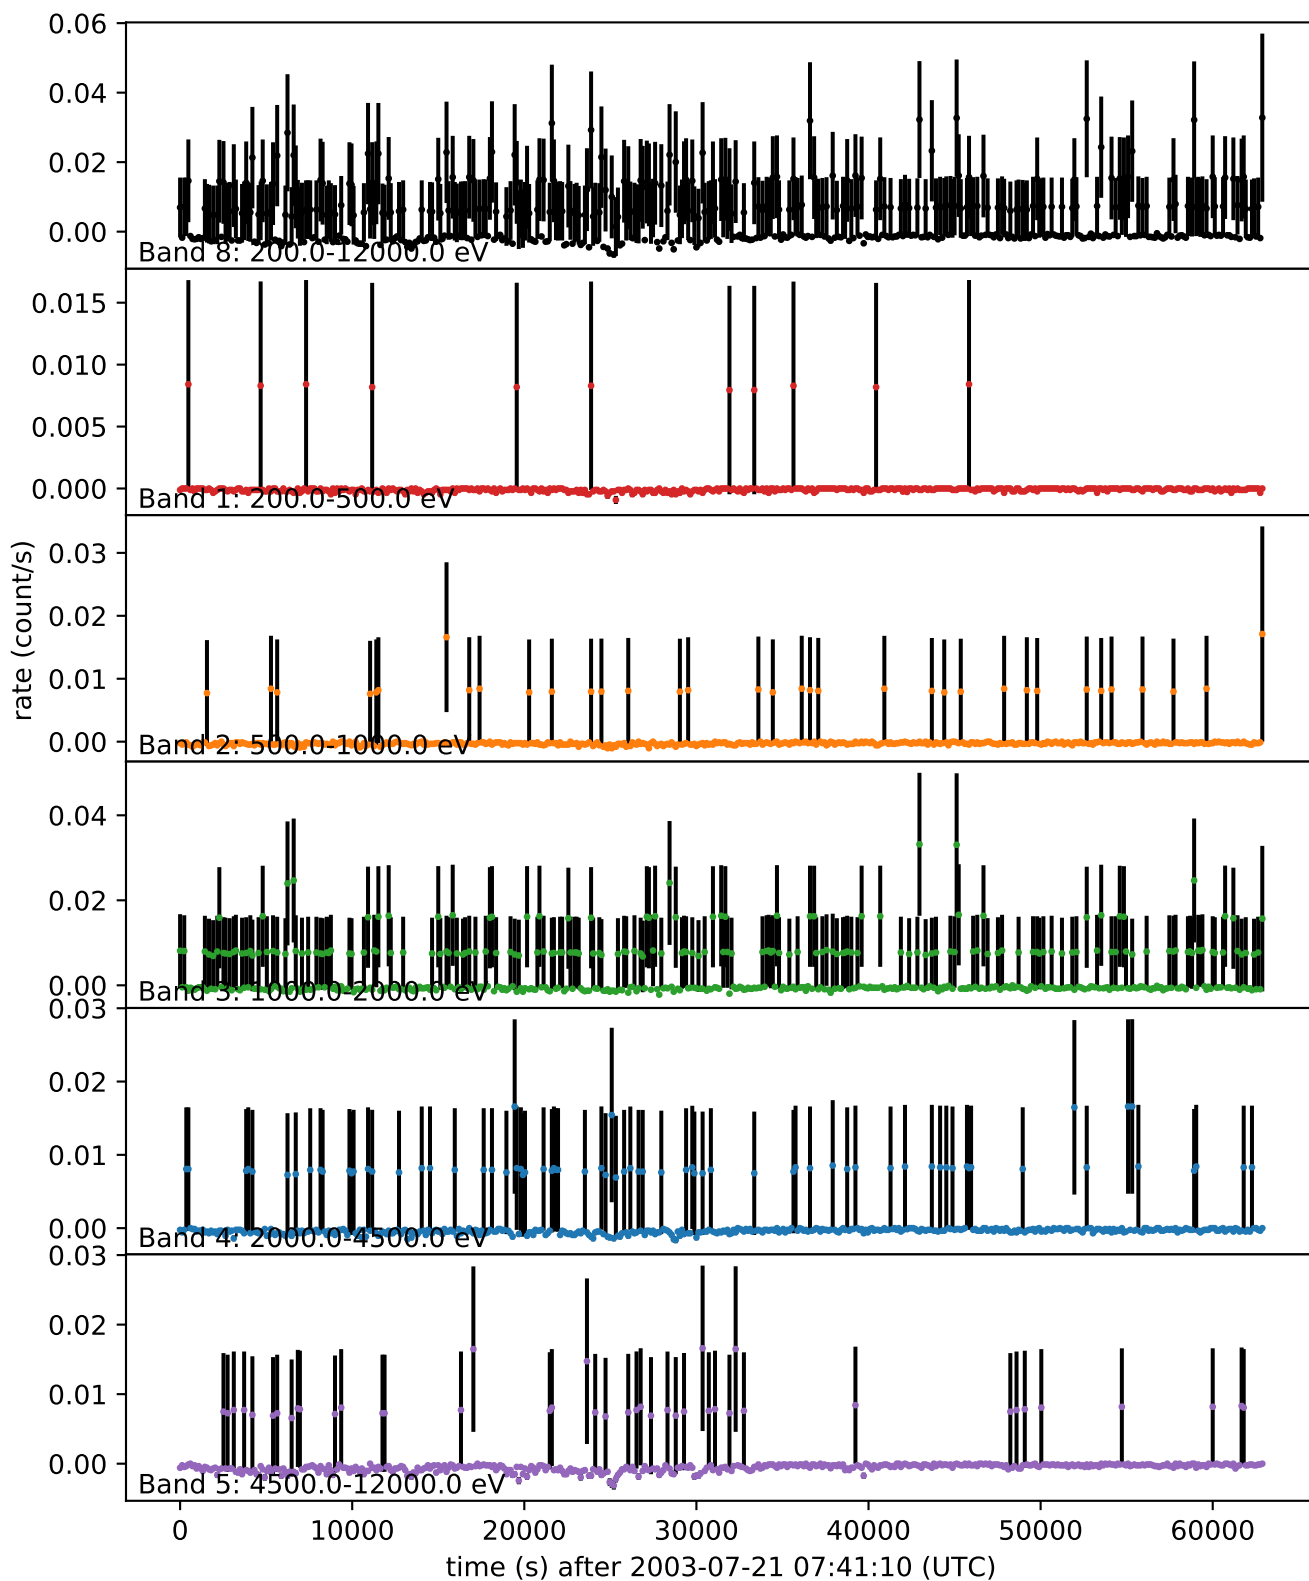 0.06
0.04
0.02
0.00
Band 8: 200.0-12000.0 eV
0.015
0.010
0.005
0.000
Band 1: 200.0-500.0 eV
rate (count/s)
0.03
0.02
0.01
0.00
Band 2: 500.0-1000.0 eV
0.04
0.02
0.00
Band 3: 1000.0-2000.0 eV
0.03
0.02
0.01
0.00
Band 4: 2000.0-4500.0 eV
0.03
0.02
0.01
0.00
Band 5: 4500.0-12000.0 eV
0 10000 20000 30000 40000 50000 60000
time (s) after 2003-07-21 07:41:10 (UTC)